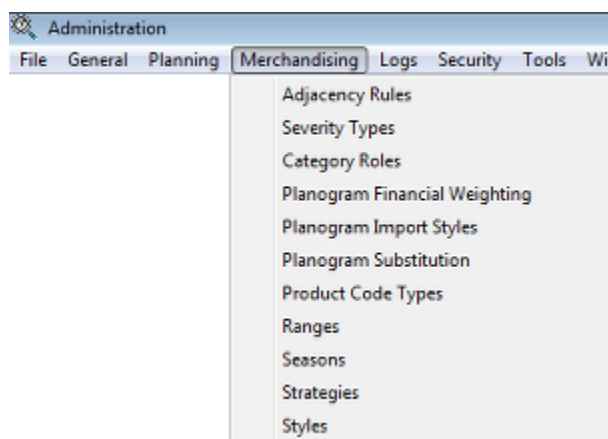 Administration
File General Planning Merchandising Logs Security Tools
Adjacency Rules
Severity Types
Category Roles
Planogram Financial Weighting
Planogram Import Styles
Planogram Substitution
Product Code Types
Ranges
Seasons
Strategies
Styles